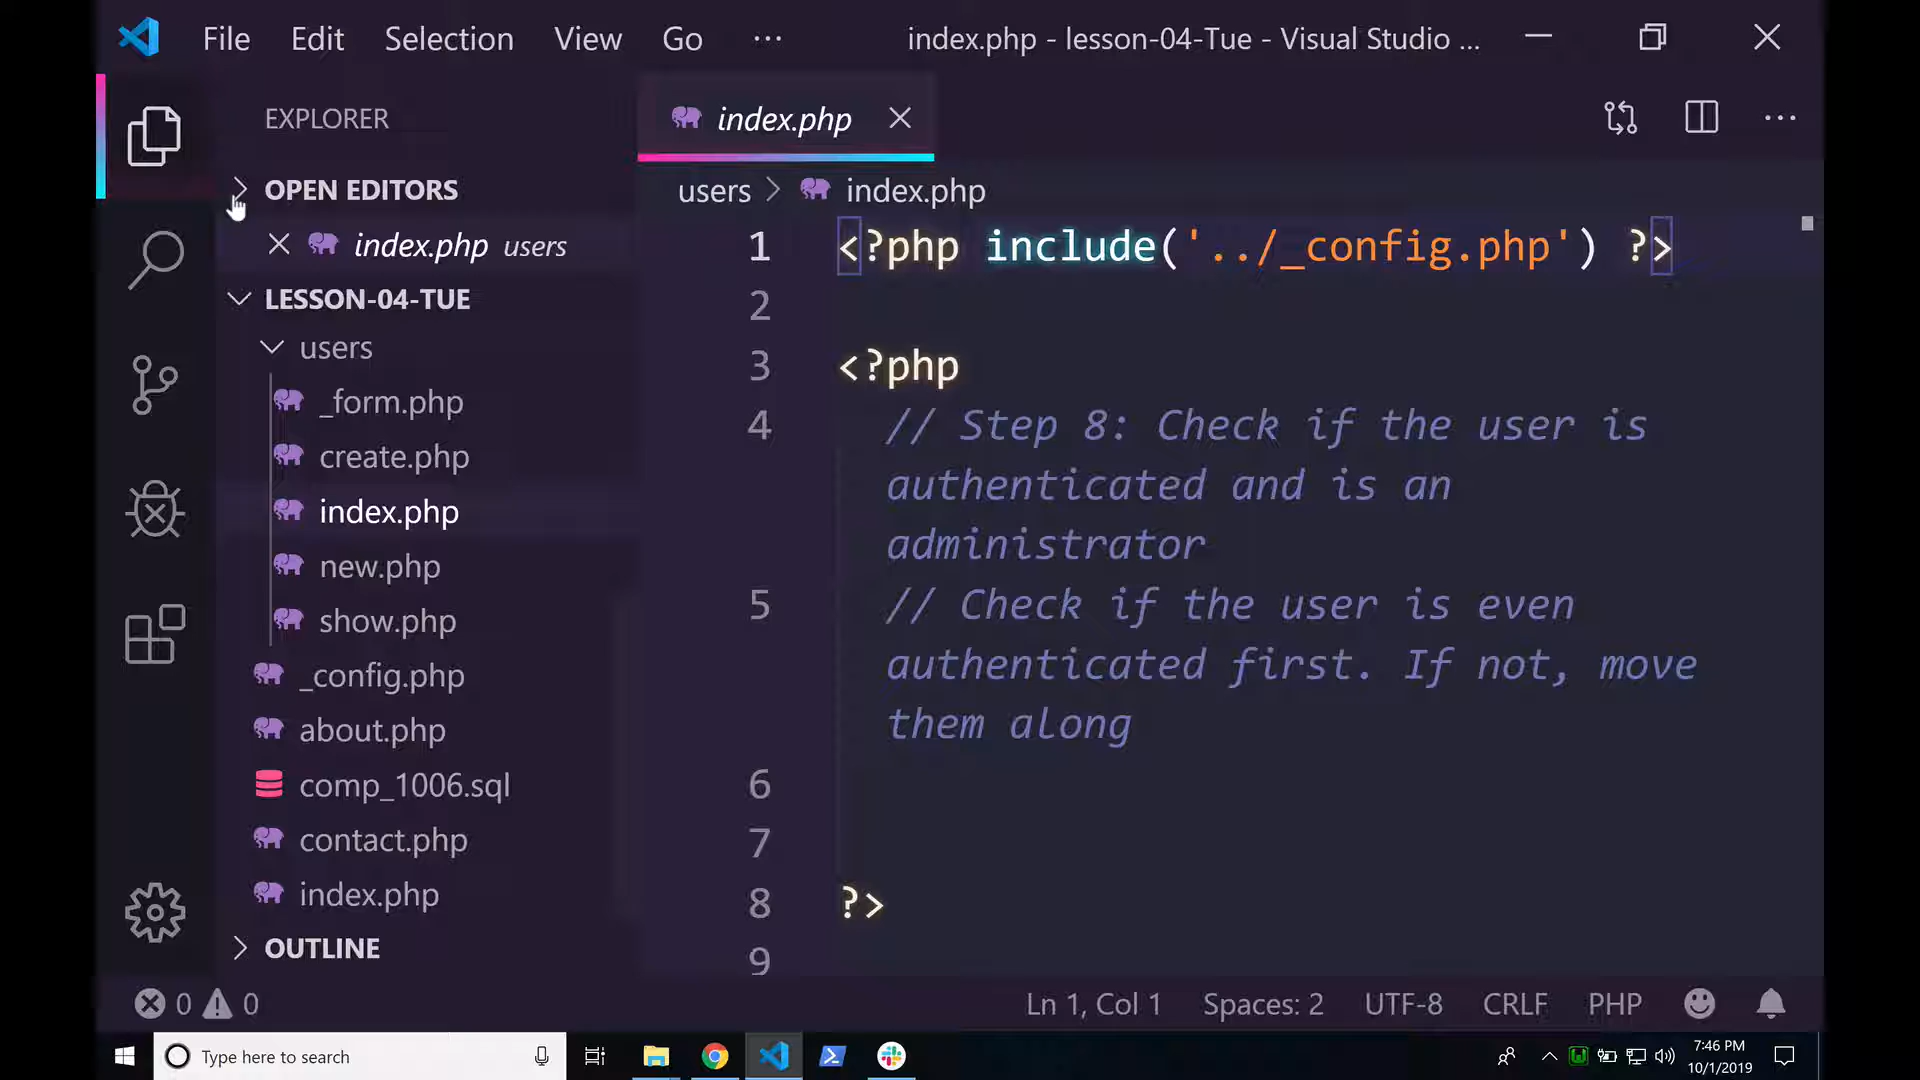 File Edit Selection View Go ··· index.php - lesson-04-Tue - Visual Studio ...
EXPLORER
OPEN EDITORS
index.php users
LESSON-04-TUE
users
_form.php
create.php
index.php
new.php
show.php
_config.php
about.php
comp_1006.sql
contact.php
index.php
OUTLINE
index.php
users > index.php
1 <?php include('../_config.php') ?>
2
3 <?php
4 // Step 8: Check if the user is
authenticated and is an
administrator
5 // Check if the user is even
authenticated first. If not, move
them along
6
7
8 ?>
9
0 0 Ln 1, Col 1 Spaces: 2 UTF-8 CRLF PHP
Type here to search
7:46 PM
10/1/2019